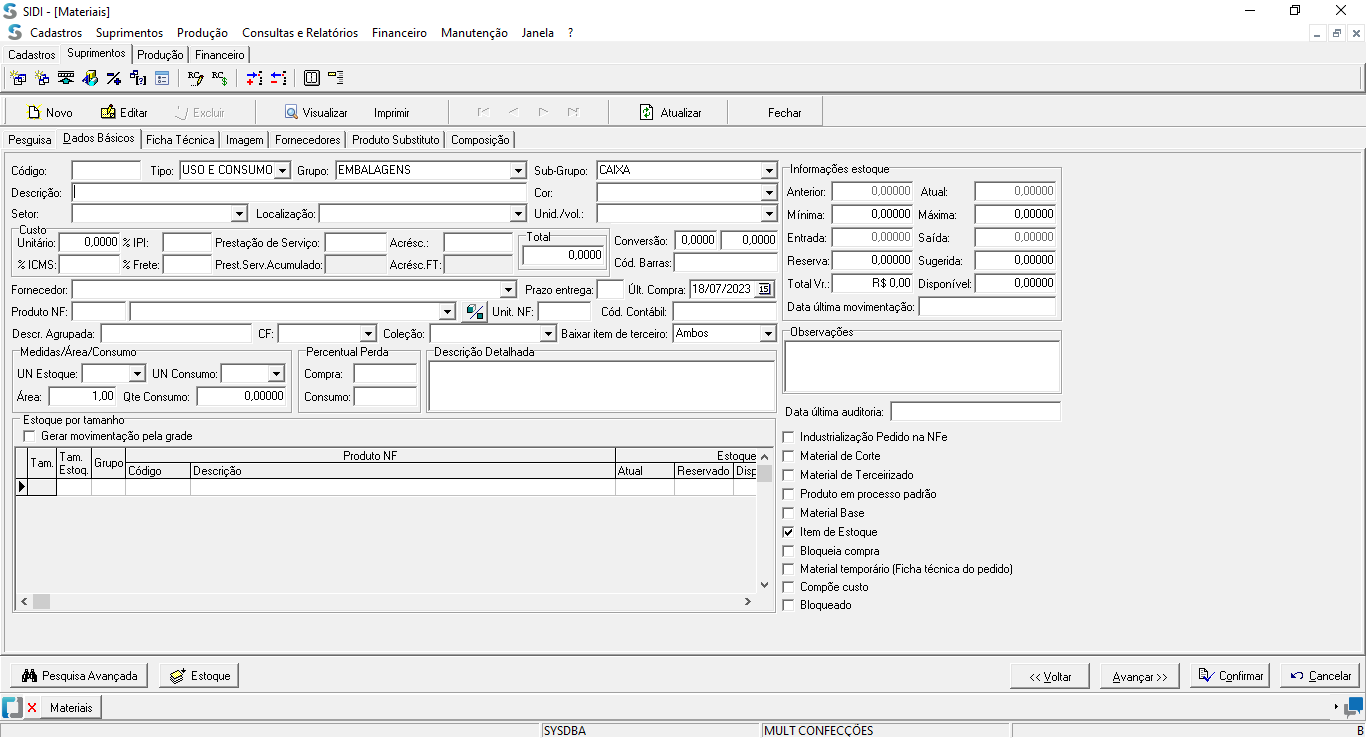 SIDI - [Materiais]
Cadastros Suprimentos Produção Consultas e Relatórios Financeiro Manutenção Janela ?
Cadastros Suprimentos Produção Financeiro
Novo Editar Excluir Visualizar Imprimir Atualizar Fechar
Pesquisa Dados Básicos Ficha Técnica Imagem Fornecedores Produto Substituto Composição
Código: Tipo: USO E CONSUMO Grupo: EMBALAGENS Sub-Grupo: CAIXA
Descrição: Cor:
Setor: Localização: Unid./vol.:
Custo
Unitário: 0,0000 % IPI: Prestação de Serviço: Acrésc.:
% ICMS: % Frete: Prest.Serv.Acumulado: Acrésc.FT:
Total
0,0000
Conversão: 0,0000 0,0000
Cód. Barras:
Fornecedor: Prazo entrega: Últ. Compra: 18/07/2023 15
Produto NF: Unit. NF: Cód. Contábil:
Descr. Agrupada: CF: Coleção: Baixar item de terceiro: Ambos
Medidas/Área/Consumo
UN Estoque: UN Consumo:
Área: 1,00 Qte Consumo: 0,00000
Percentual Perda
Compra:
Consumo:
Descrição Detalhada
Estoque por tamanho
Gerar movimentação pela grade
Tam. Tam. Estoq. Grupo Produto NF Estoque
Código Descrição Atual Reservado Disp
Informações estoque
Anterior: 0,00000 Atual: 0,00000
Mínima: 0,00000 Máxima: 0,00000
Entrada: 0,00000 Saída: 0,00000
Reserva: 0,00000 Sugerida: 0,00000
Total Vr.: R$ 0,00 Disponível: 0,00000
Data última movimentação:
Observações
Data última auditoria:
Industrialização Pedido na NFe
Material de Corte
Material de Terceirizado
Produto em processo padrão
Material Base
Item de Estoque
Bloqueia compra
Material temporário (Ficha técnica do pedido)
Compõe custo
Bloqueado
Pesquisa Avançada Estoque << Voltar Avançar >> Confirmar Cancelar
Materiais
SYSDBA MULT CONFECÇÕES B